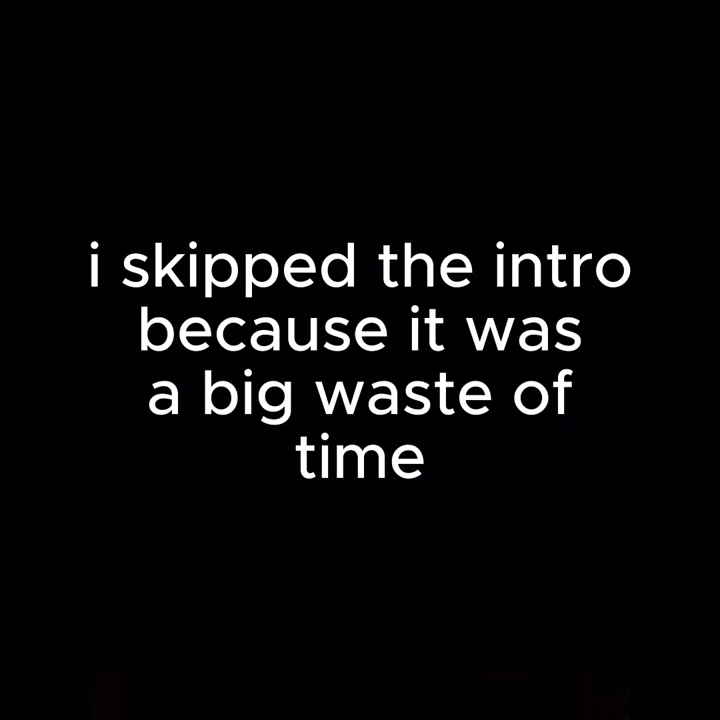 i skipped the intro
because it was
a big waste of
time